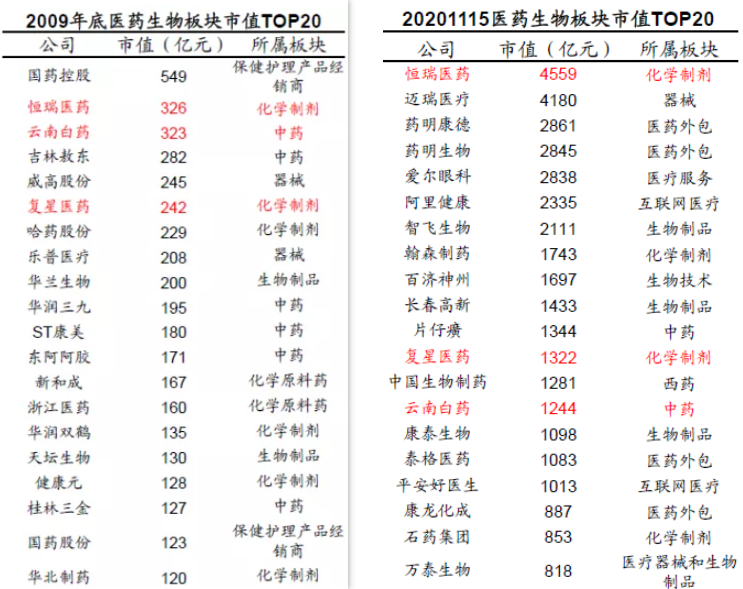 2009年底医药生物板块市值TOP20
公司 市值（亿元） 所属板块
国药控股 549 保健护理产品经
销商
恒瑞医药 326 化学制剂
云南白药 323 中药
吉林敖东 282 中药
威高股份 245 器械
复星医药 242 化学制剂
哈药股份 229 化学制剂
乐普医疗 208 器械
华兰生物 200 生物制品
华润三九 195 中药
ST康美 180 中药
东阿阿胶 171 中药
新和成 167 化学原料药
浙江医药 160 化学原料药
华润双鹤 135 化学制剂
天坛生物 130 生物制品
健康元 128 化学制剂
桂林三金 127 中药
国药股份 123 保健护理产品经
销商
华北制药 120 化学制剂
20201115医药生物板块市值TOP20
公司 市值（亿元） 所属板块
恒瑞医药 4559 化学制剂
迈瑞医疗 4180 器械
药明康德 2861 医药外包
药明生物 2845 医药外包
爱尔眼科 2838 医疗服务
阿里健康 2335 互联网医疗
智飞生物 2111 生物制品
翰森制药 1743 化学制剂
百济神州 1697 生物技术
长春高新 1433 生物制品
片仔癀 1344 中药
复星医药 1322 化学制剂
中国生物制药 1281 西药
云南白药 1244 中药
康泰生物 1098 生物制品
泰格医药 1083 医药外包
平安好医生 1013 互联网医疗
康龙化成 887 医药外包
石药集团 853 化学制剂
万泰生物 818 医疗器械和生物
制品